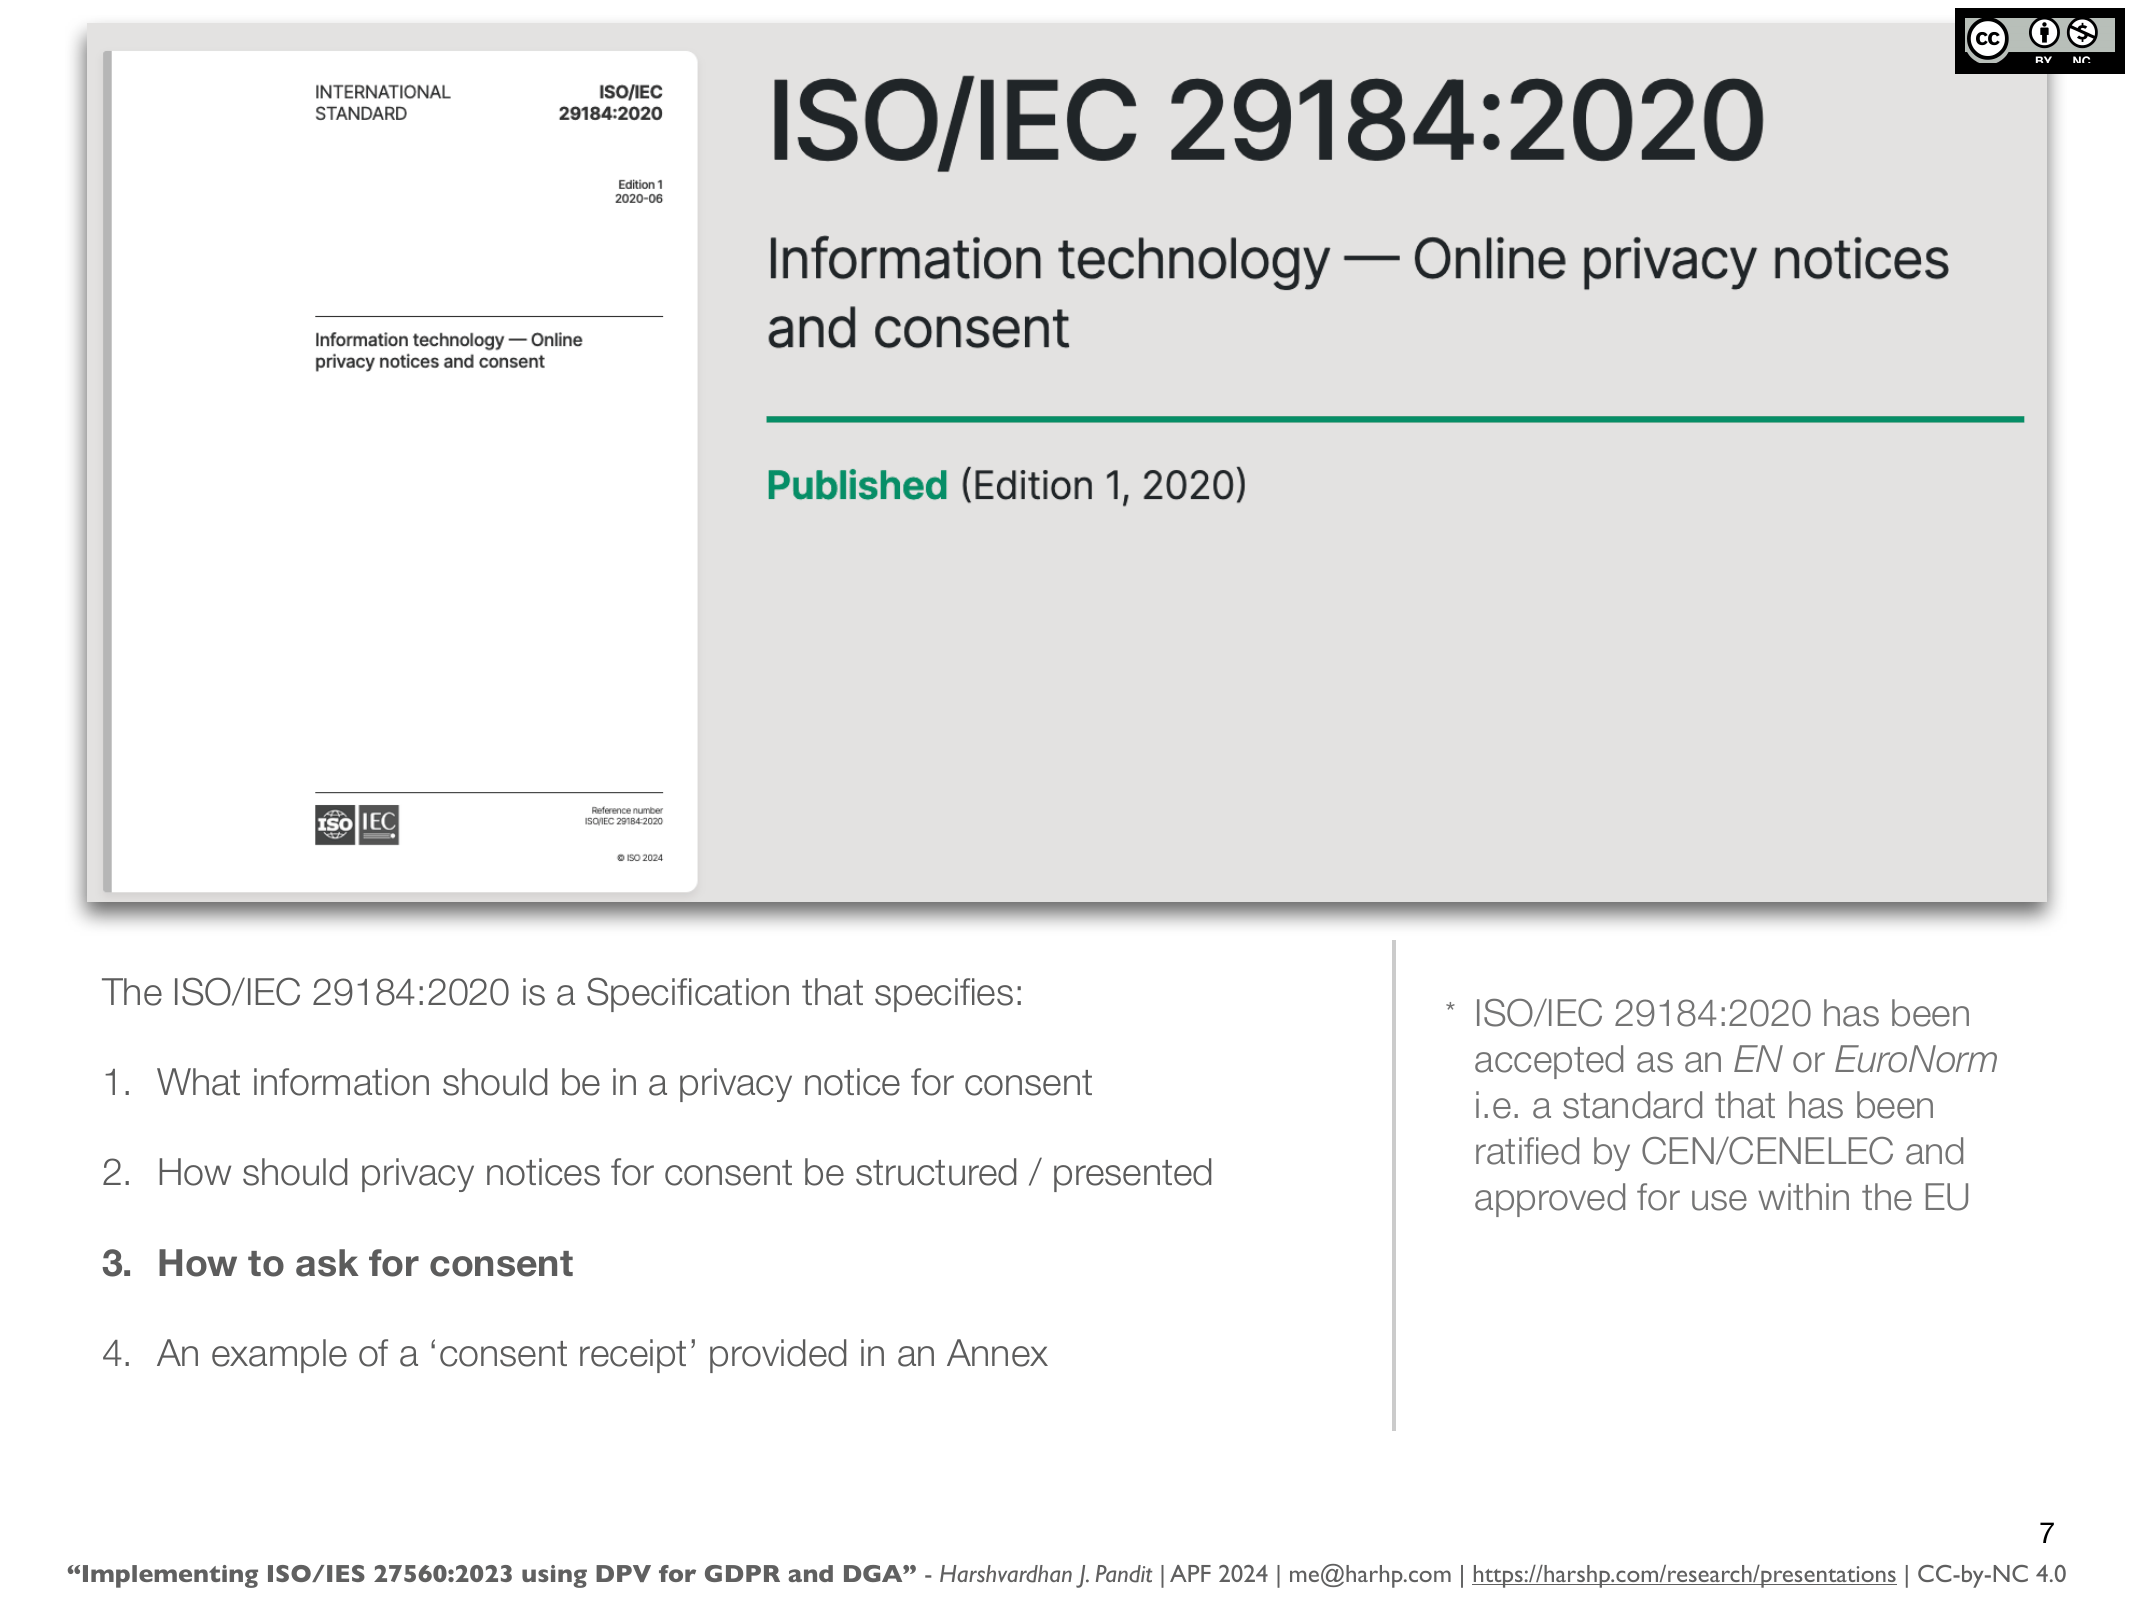 cc
BY NC
INTERNATIONAL
STANDARD
ISO/IEC
29184:2020
Edition 1
2020-06
Information technology — Online
privacy notices and consent
ISO IEC
Reference number
ISO/IEC 29184:2020
© ISO 2024
ISO/IEC 29184:2020
Information technology — Online privacy notices
and consent
Published (Edition 1, 2020)
The ISO/IEC 29184:2020 is a Specification that specifies:
1. What information should be in a privacy notice for consent
2. How should privacy notices for consent be structured / presented
3. How to ask for consent
4. An example of a ‘consent receipt’ provided in an Annex
* ISO/IEC 29184:2020 has been
accepted as an EN or EuroNorm
i.e. a standard that has been
ratified by CEN/CENELEC and
approved for use within the EU
7
“Implementing ISO/IES 27560:2023 using DPV for GDPR and DGA” - Harshvardhan J. Pandit | APF 2024 | me@harhp.com | https://harshp.com/research/presentations | CC-by-NC 4.0